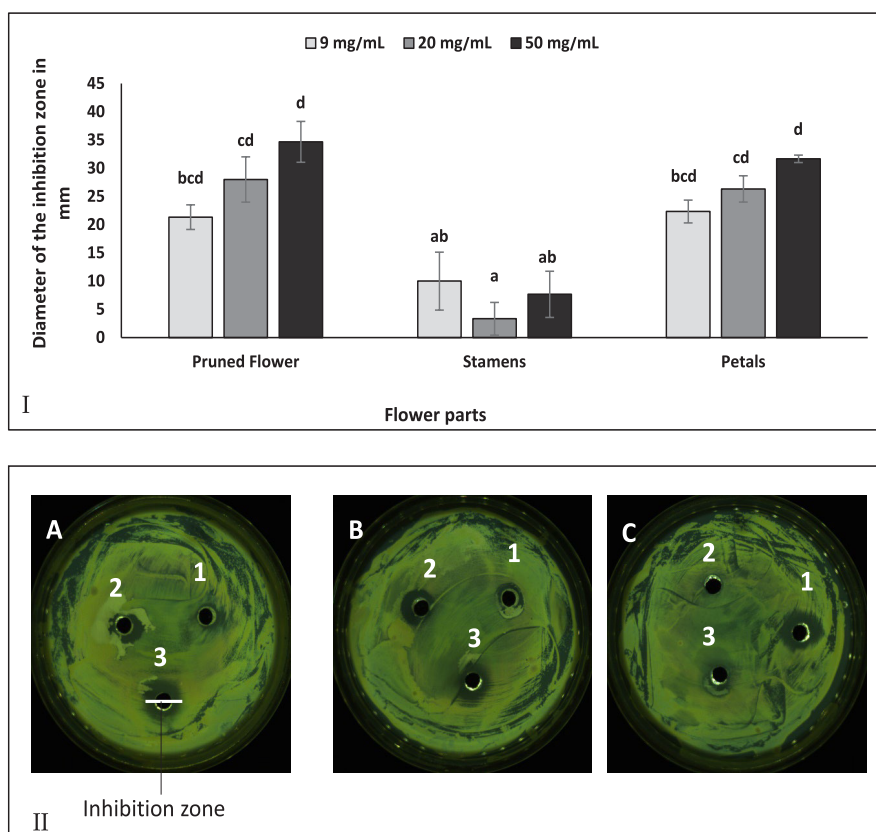 9 mg/mL 20 mg/mL 50 mg/mL
Diameter of the inhibition zone in
mm
45
40
35
30
25
20
15
10
5
0
bcd
cd
d
ab
a
ab
bcd
cd
d
Pruned Flower Stamens Petals
Flower parts
I
A
1
2
3
B
1
2
3
C
1
2
3
Inhibition zone
II